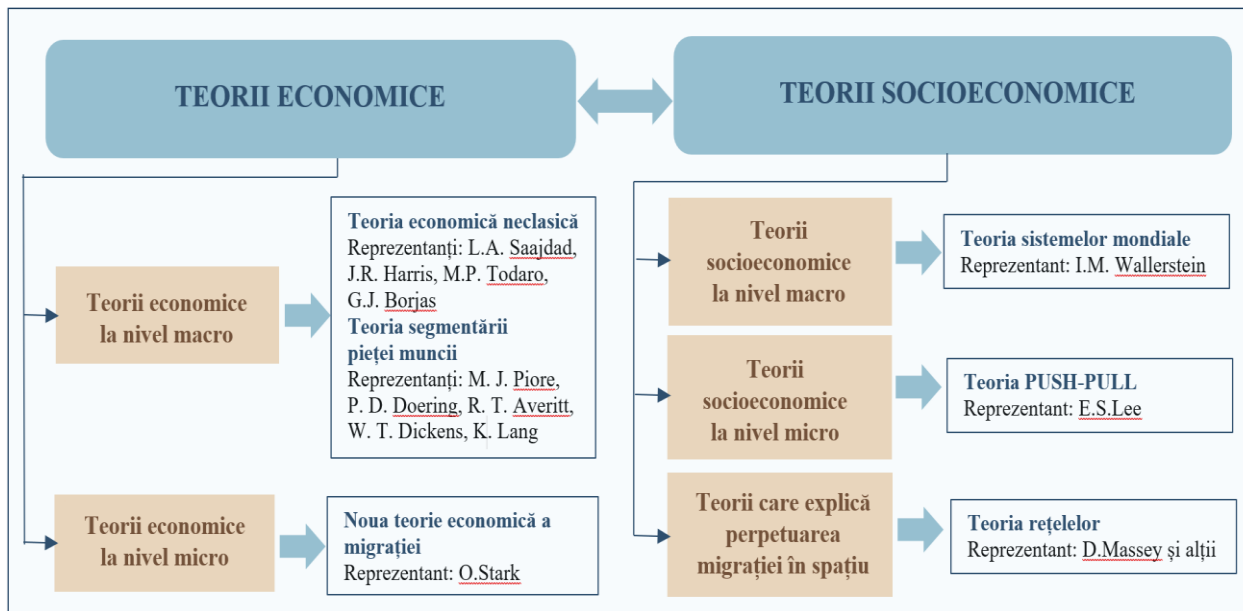 TEORII ECONOMICE
TEORII SOCIOECONOMICE
Teorii economice
la nivel macro
Teoria economică neclasică
Reprezentanți: L.A. Saajdad,
J.R. Harris, M.P. Todaro,
G.J. Borjas
Teoria segmentării
pieței muncii
Reprezentanți: M. J. Piore,
P. D. Doering, R. T. Averitt,
W. T. Dickens, K. Lang
Teorii economice
la nivel micro
Noua teorie economică a
migrației
Reprezentant: O.Stark
Teorii
socioeconomice
la nivel macro
Teoria sistemelor mondiale
Reprezentant: I.M. Wallerstein
Teorii
socioeconomice
la nivel micro
Teoria PUSH-PULL
Reprezentant: E.S.Lee
Teorii care explică
perpetuarea
migrației în spațiu
Teoria rețelelor
Reprezentant: D.Massey și alții